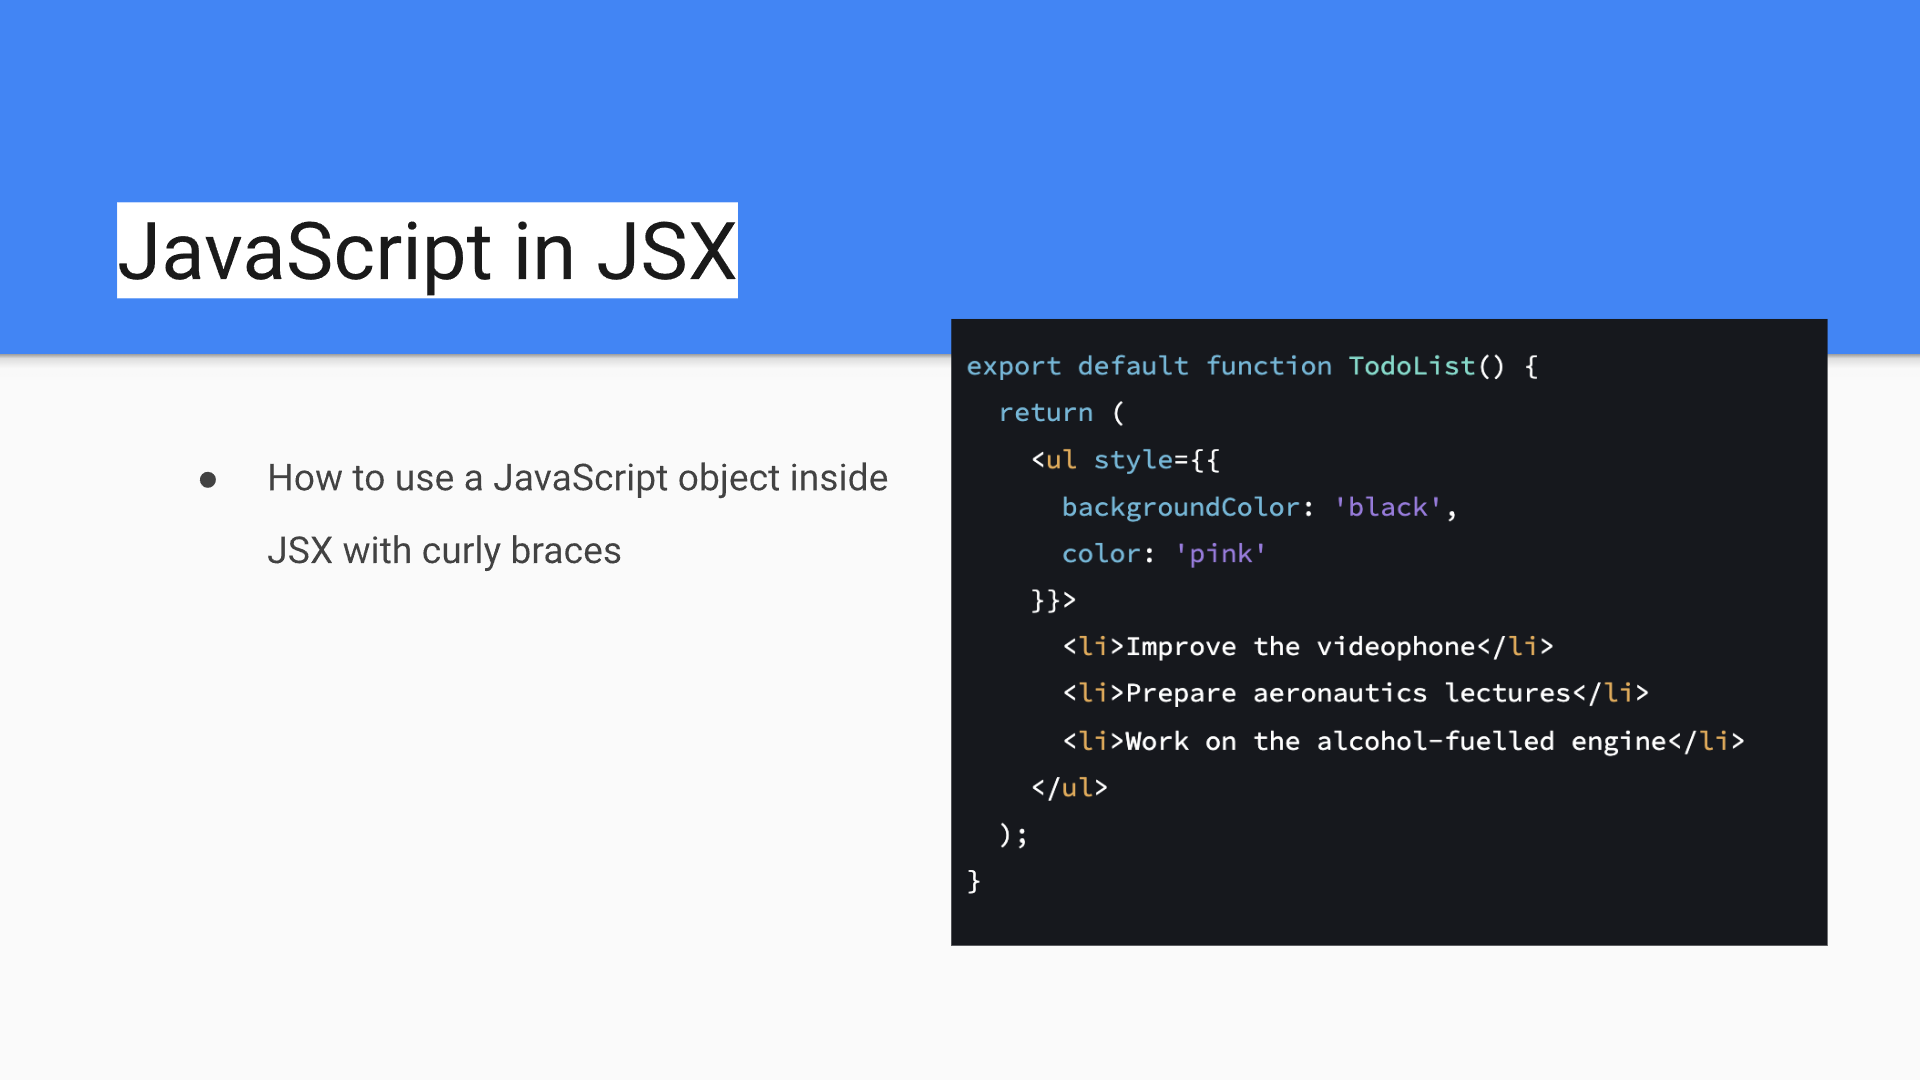 JavaScript in JSX
● How to use a JavaScript object inside
JSX with curly braces
export default function TodoList() {
  return (
    <ul style={{
      backgroundColor: 'black',
      color: 'pink'
    }}>
      <li>Improve the videophone</li>
      <li>Prepare aeronautics lectures</li>
      <li>Work on the alcohol-fuelled engine</li>
    </ul>
  );
}